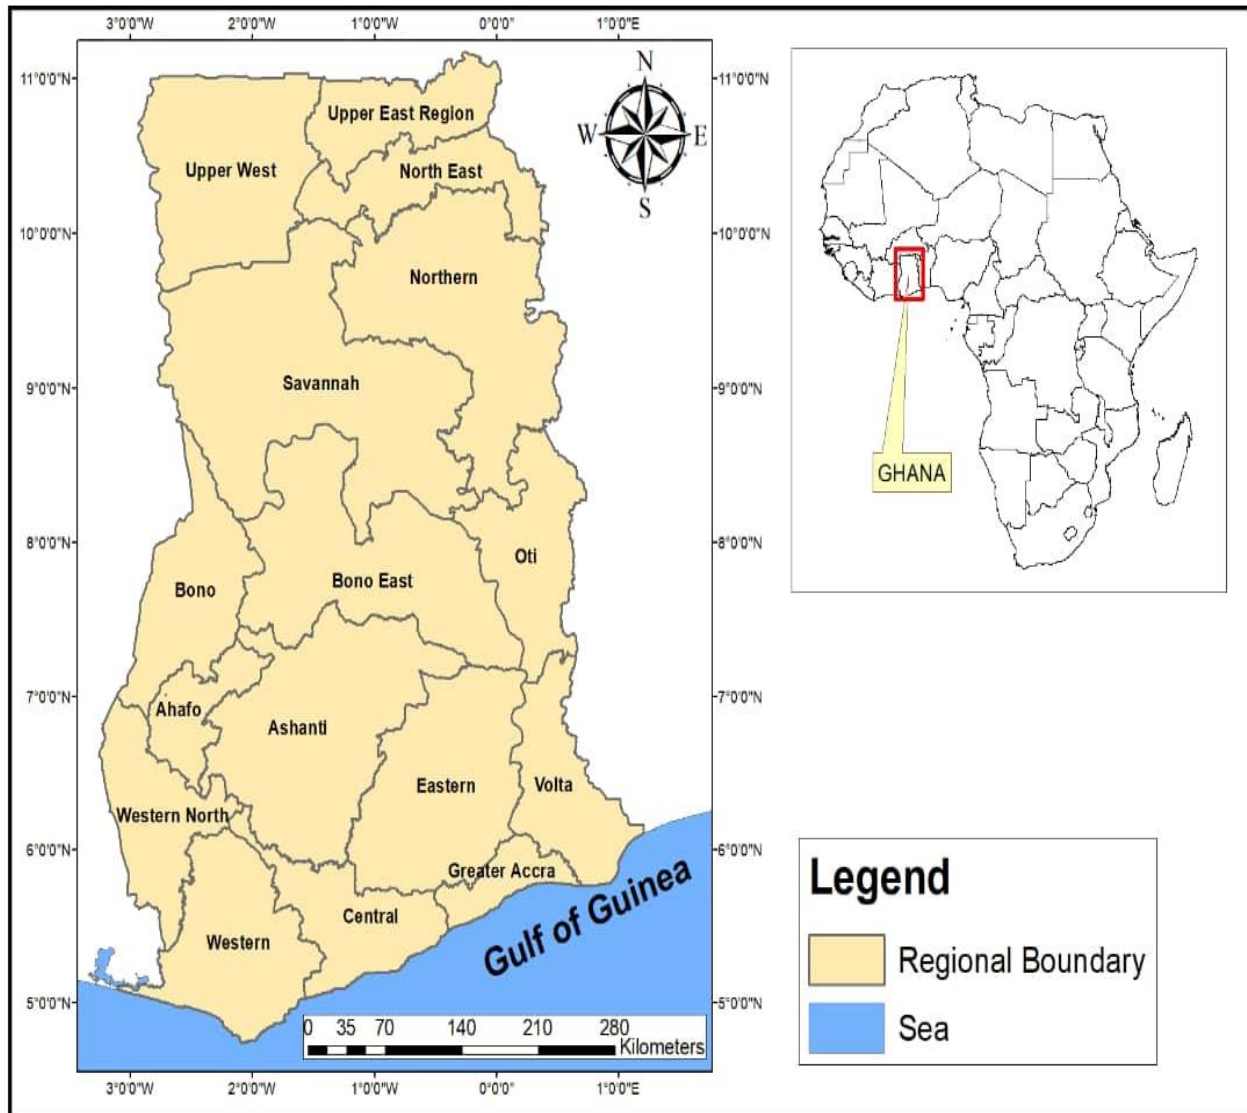 3°0'0"W 2°0'0"W 1°0'0"W 0°0'0" 1°0'0"E
11°0'0"N 11°0'0"N
10°0'0"N 10°0'0"N
9°0'0"N 9°0'0"N
8°0'0"N 8°0'0"N
7°0'0"N 7°0'0"N
6°0'0"N 6°0'0"N
5°0'0"N 5°0'0"N
3°0'0"W 2°0'0"W 1°0'0"W 0°0'0" 1°0'0"E
Upper East Region
Upper West
North East
Northern
Savannah
Oti
Bono East
Bono
Ahafo
Ashanti
Eastern
Volta
Western North
Greater Accra
Central
Western
Gulf of Guinea
N
W E
S
0 35 70 140 210 280
Kilometers
GHANA
Legend
Regional Boundary
Sea